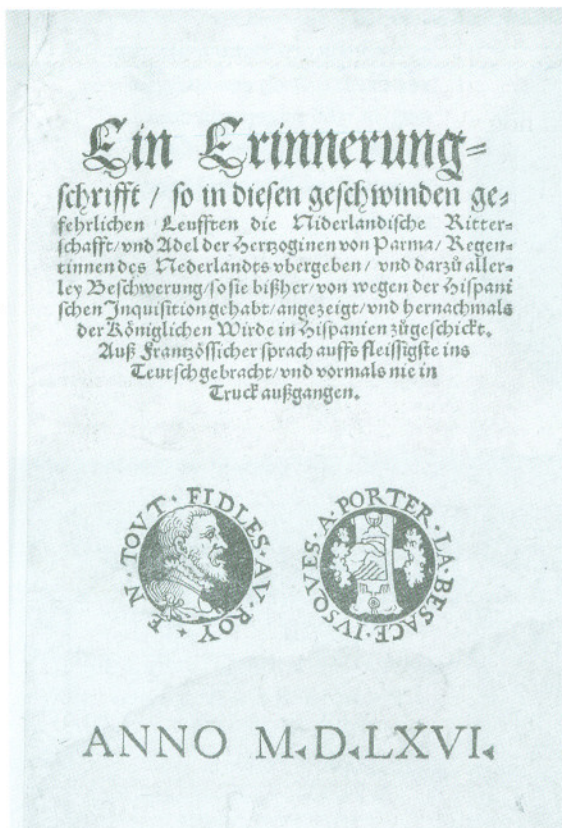 Ein Erinnerung-
schrifft / so in diesen geschwinden ge-
fehrlichen Leufften die Niderlandische Ritter-
schafft/vnd Adel der Hertzoginen von Parma/ Regen-
tinnen des Nederlandts vbergeben/ vnd darzů aller-
ley Beschwerung/so sie bißher/von wegen der Hispani
schen Inquisition gehabt/angezeigt/vnd hernachmals
der Königlichen Wirde in Hispanien zůgeschickt.
Auß Frantzössicher sprach auffs fleissigste ins
Teutsch gebracht/vnd vormals nie in
Truck außgangen.
EN·TOVT·FIDLES·AV·ROY
IVSQVES·A·PORTER·LA·BESACE
ANNO M.D.LXVI.